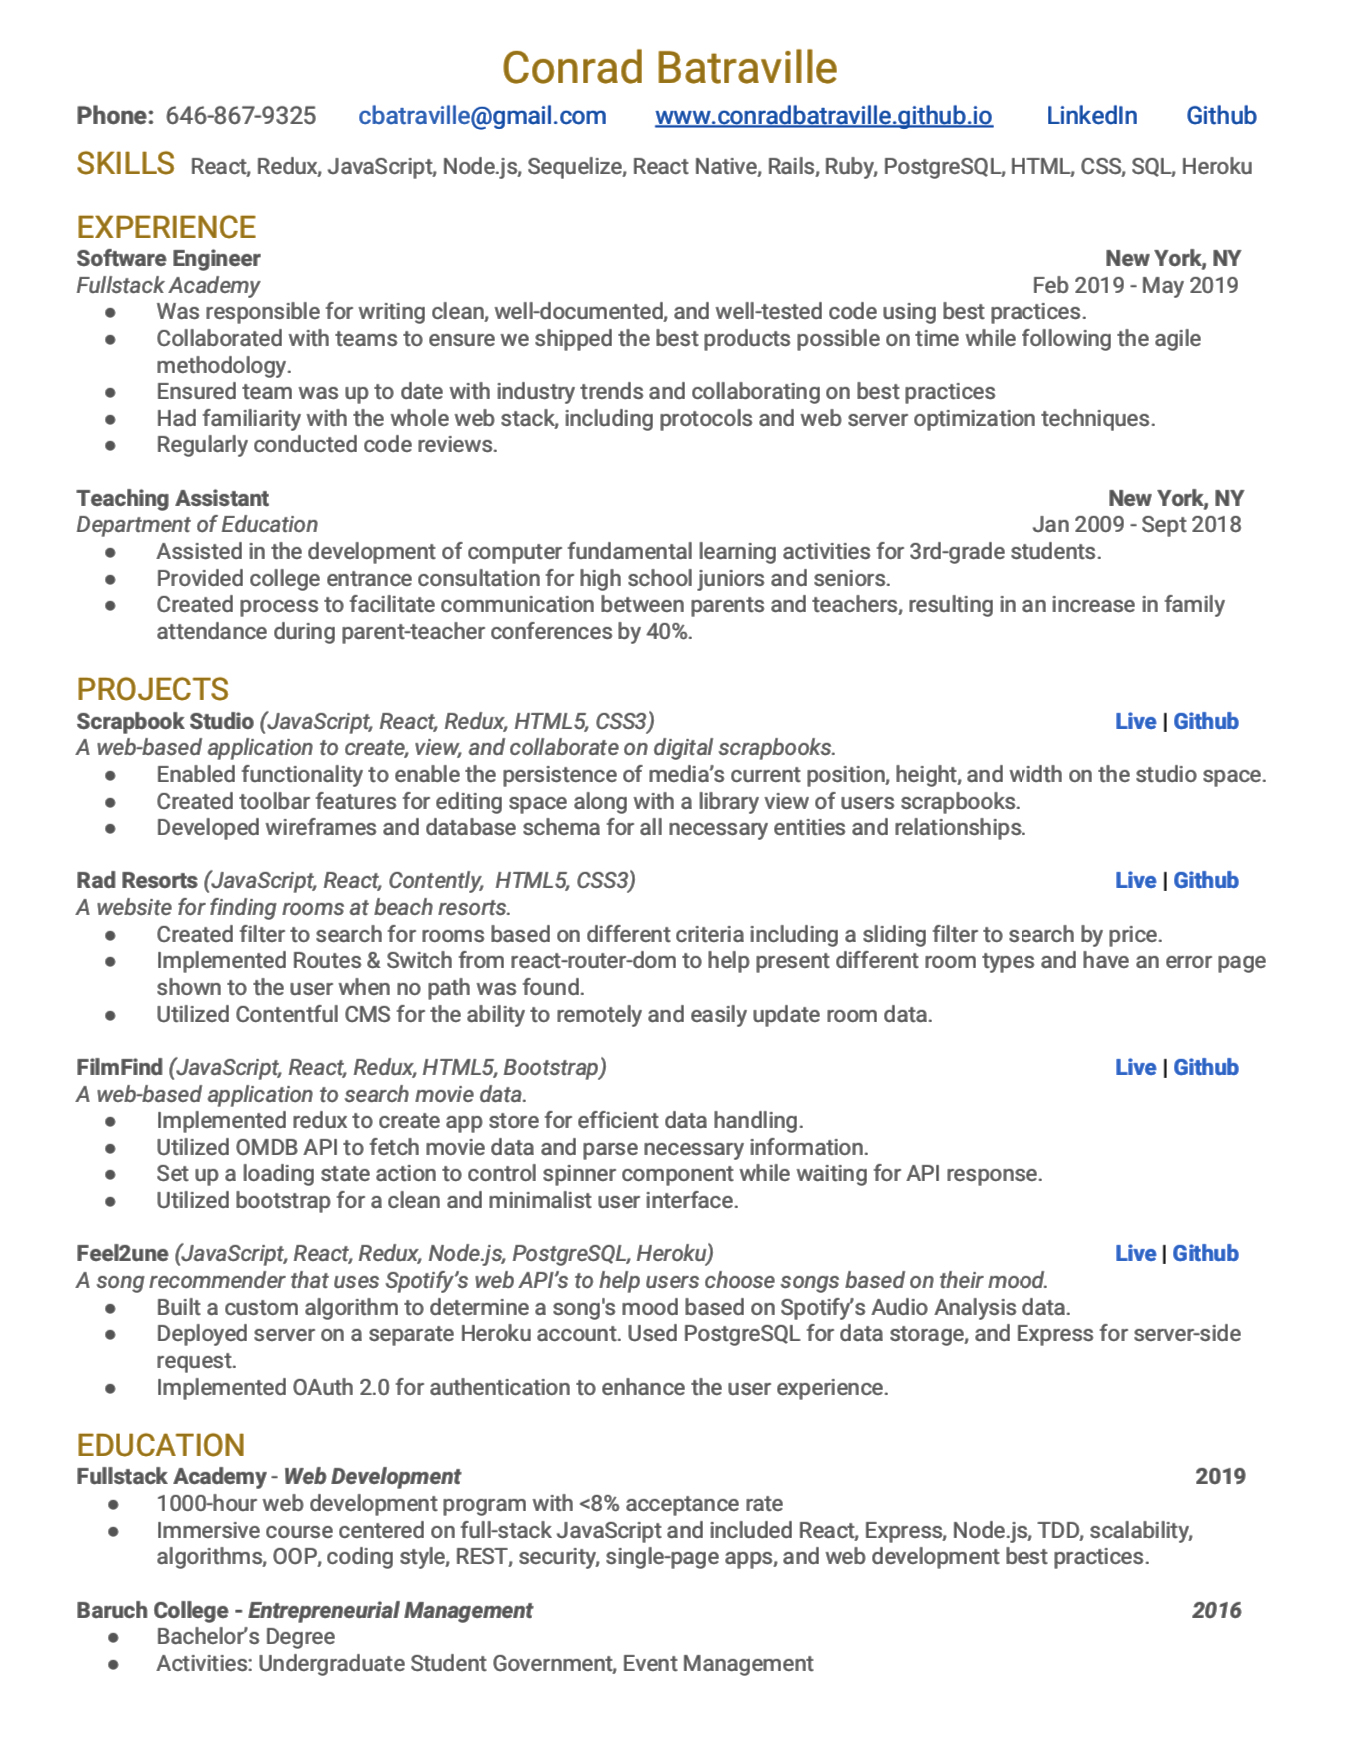 Conrad Batraville
Phone: 646-867-9325 cbatraville@gmail.com www.conradbatraville.github.io LinkedIn Github
SKILLS React, Redux, JavaScript, Node.js, Sequelize, React Native, Rails, Ruby, PostgreSQL, HTML, CSS, SQL, Heroku
EXPERIENCE
Software Engineer New York, NY
Fullstack Academy Feb 2019 - May 2019
● Was responsible for writing clean, well-documented, and well-tested code using best practices.
● Collaborated with teams to ensure we shipped the best products possible on time while following the agile
methodology.
● Ensured team was up to date with industry trends and collaborating on best practices
● Had familiarity with the whole web stack, including protocols and web server optimization techniques.
● Regularly conducted code reviews.
Teaching Assistant New York, NY
Department of Education Jan 2009 - Sept 2018
● Assisted in the development of computer fundamental learning activities for 3rd-grade students.
● Provided college entrance consultation for high school juniors and seniors.
● Created process to facilitate communication between parents and teachers, resulting in an increase in family
attendance during parent-teacher conferences by 40%.
PROJECTS
Scrapbook Studio (JavaScript, React, Redux, HTML5, CSS3) Live | Github
A web-based application to create, view, and collaborate on digital scrapbooks.
● Enabled functionality to enable the persistence of media’s current position, height, and width on the studio space.
● Created toolbar features for editing space along with a library view of users scrapbooks.
● Developed wireframes and database schema for all necessary entities and relationships.
Rad Resorts (JavaScript, React, Contently, HTML5, CSS3) Live | Github
A website for finding rooms at beach resorts.
● Created filter to search for rooms based on different criteria including a sliding filter to search by price.
● Implemented Routes & Switch from react-router-dom to help present different room types and have an error page
shown to the user when no path was found.
● Utilized Contentful CMS for the ability to remotely and easily update room data.
FilmFind (JavaScript, React, Redux, HTML5, Bootstrap) Live | Github
A web-based application to search movie data.
● Implemented redux to create app store for efficient data handling.
● Utilized OMDB API to fetch movie data and parse necessary information.
● Set up a loading state action to control spinner component while waiting for API response.
● Utilized bootstrap for a clean and minimalist user interface.
Feel2une (JavaScript, React, Redux, Node.js, PostgreSQL, Heroku) Live | Github
A song recommender that uses Spotify’s web API’s to help users choose songs based on their mood.
● Built a custom algorithm to determine a song's mood based on Spotify’s Audio Analysis data.
● Deployed server on a separate Heroku account. Used PostgreSQL for data storage, and Express for server-side
request.
● Implemented OAuth 2.0 for authentication to enhance the user experience.
EDUCATION
Fullstack Academy - Web Development 2019
● 1000-hour web development program with <8% acceptance rate
● Immersive course centered on full-stack JavaScript and included React, Express, Node.js, TDD, scalability,
algorithms, OOP, coding style, REST, security, single-page apps, and web development best practices.
Baruch College - Entrepreneurial Management 2016
● Bachelor’s Degree
● Activities: Undergraduate Student Government, Event Management